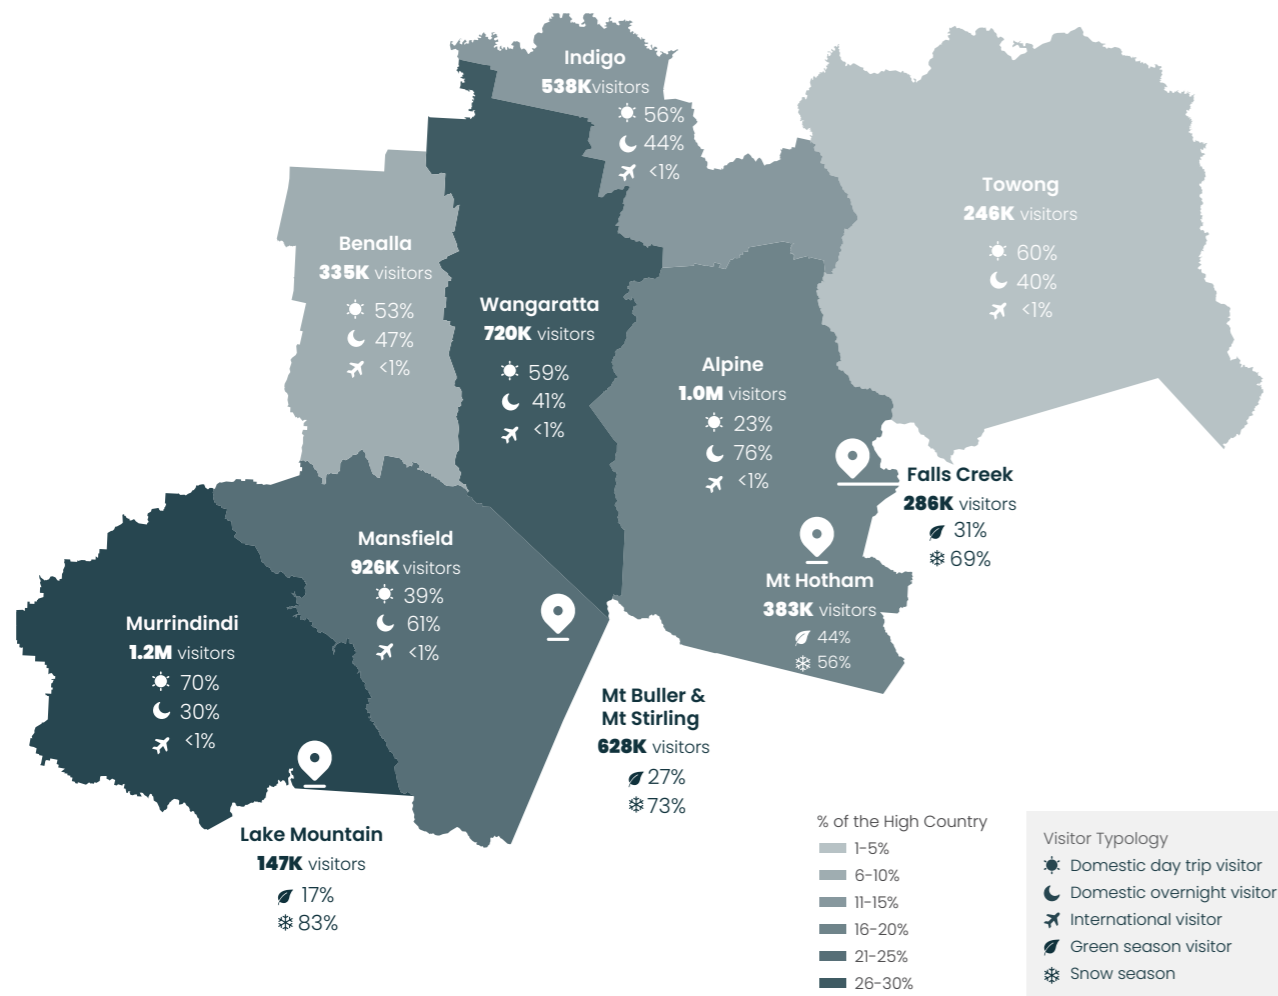 Indigo
538K visitors
56%
44%
<1%
Towong
246K visitors
60%
40%
<1%
Benalla
335K visitors
53%
47%
<1%
Wangaratta
720K visitors
59%
41%
<1%
Alpine
1.0M visitors
23%
76%
<1%
Falls Creek
286K visitors
31%
69%
Mansfield
926K visitors
39%
61%
<1%
Mt Hotham
383K visitors
44%
56%
Murrindindi
1.2M visitors
70%
30%
<1%
Mt Buller &
Mt Stirling
628K visitors
27%
73%
Lake Mountain
147K visitors
17%
83%
% of the High Country
1-5%
6-10%
11-15%
16-20%
21-25%
26-30%
Visitor Typology
Domestic day trip visitor
Domestic overnight visitor
International visitor
Green season visitor
Snow season